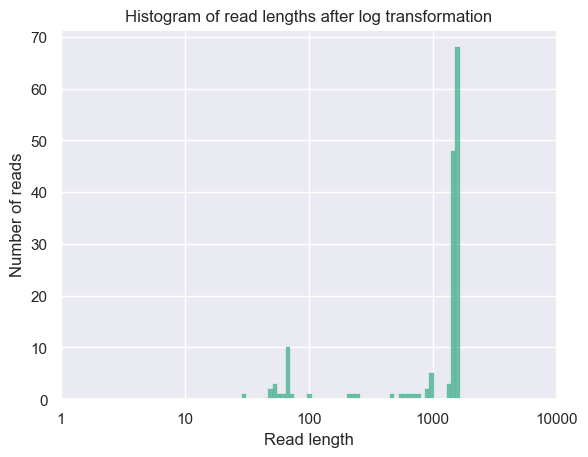 Histogram of read lengths after log transformation
70
60
50
40
30
20
10
0
Number of reads
1 10 100 1000 10000
Read length